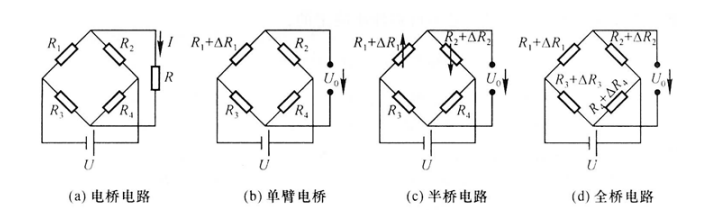 R₁ R₂ I R R₃ R₄ U
R₁+ΔR₁ R₂ U₀ R₃ R₄ U
R₁+ΔR₁ R₂+ΔR₂ U₀ R₃ R₄ U
R₁+ΔR₁ R₂+ΔR₂ U₀ R₃+ΔR₃ R₄+ΔR₄ U
(a) 电桥电路 (b) 单臂电桥 (c) 半桥电路 (d) 全桥电路